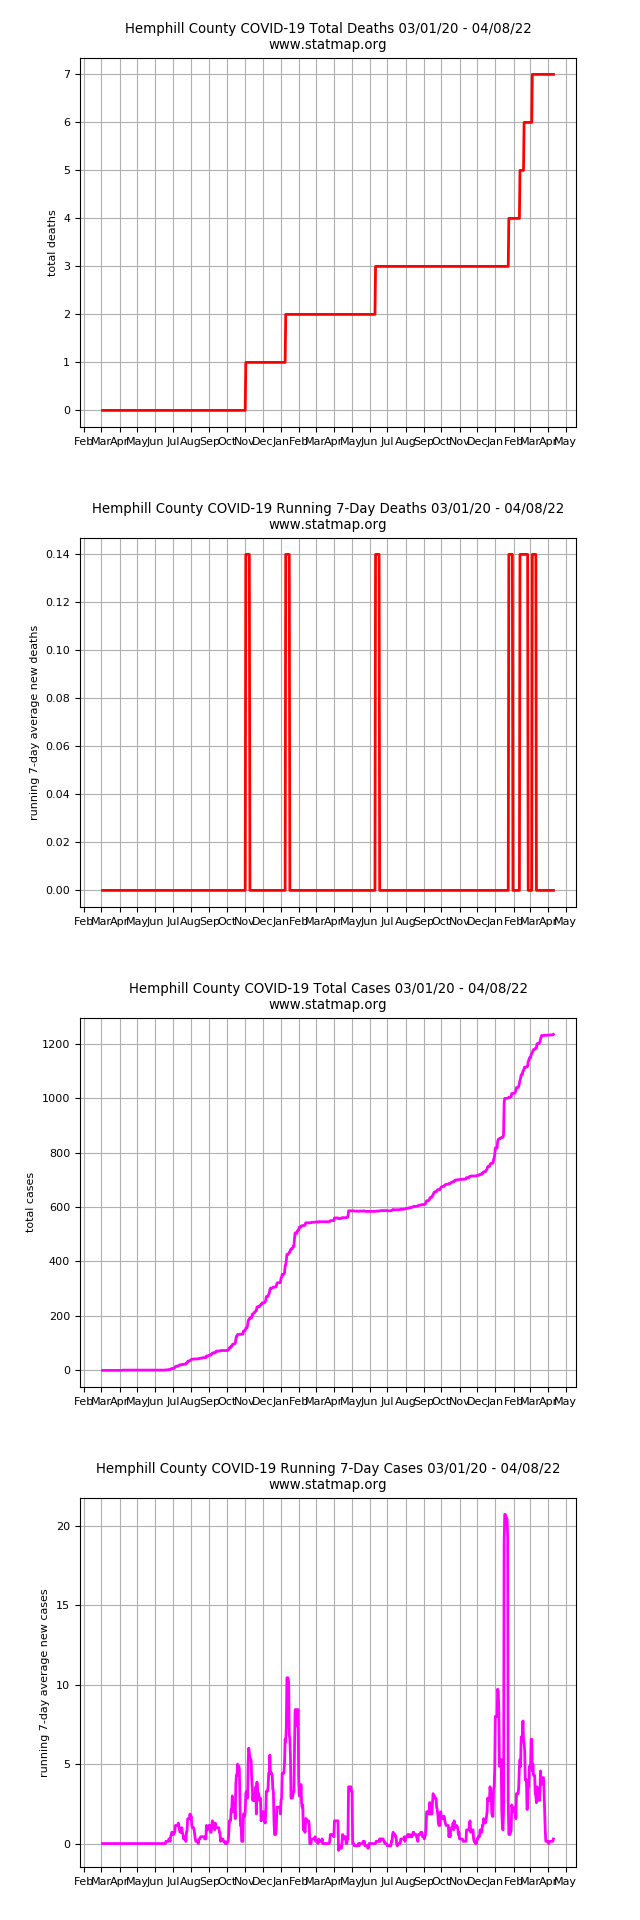 Hemphill County COVID-19 Total Deaths 03/01/20 - 04/08/22
www.statmap.org
7
6
5
4
3
2
1
0
total deaths
Feb Mar Apr May Jun Jul Aug Sep Oct Nov Dec Jan Feb Mar Apr May Jun Jul Aug Sep Oct Nov Dec Jan Feb Mar Apr May
Hemphill County COVID-19 Running 7-Day Deaths 03/01/20 - 04/08/22
www.statmap.org
0.14
0.12
0.10
0.08
0.06
0.04
0.02
0.00
running 7-day average new deaths
Feb Mar Apr May Jun Jul Aug Sep Oct Nov Dec Jan Feb Mar Apr May Jun Jul Aug Sep Oct Nov Dec Jan Feb Mar Apr May
Hemphill County COVID-19 Total Cases 03/01/20 - 04/08/22
www.statmap.org
1200
1000
800
600
400
200
0
total cases
Feb Mar Apr May Jun Jul Aug Sep Oct Nov Dec Jan Feb Mar Apr May Jun Jul Aug Sep Oct Nov Dec Jan Feb Mar Apr May
Hemphill County COVID-19 Running 7-Day Cases 03/01/20 - 04/08/22
www.statmap.org
20
15
10
5
0
running 7-day average new cases
Feb Mar Apr May Jun Jul Aug Sep Oct Nov Dec Jan Feb Mar Apr May Jun Jul Aug Sep Oct Nov Dec Jan Feb Mar Apr May